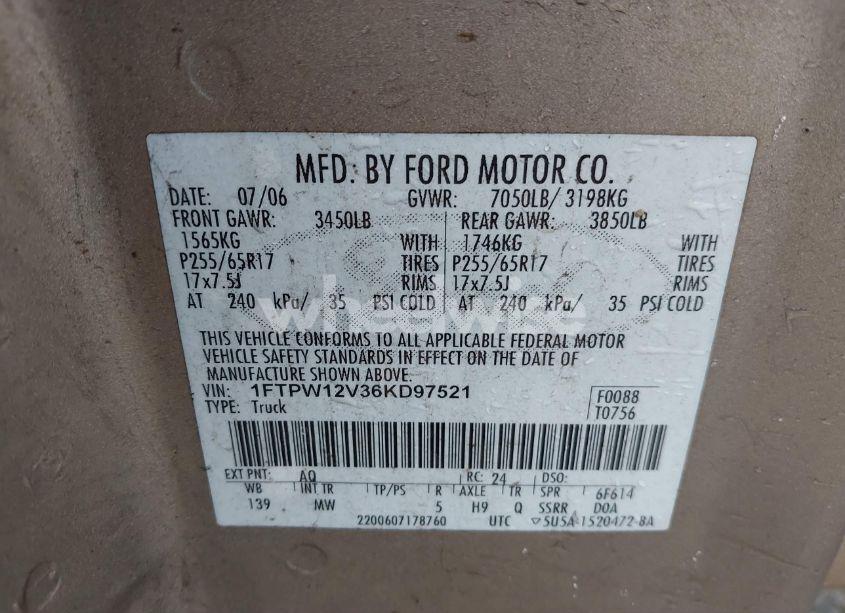 MFD. BY FORD MOTOR CO.
DATE: 07/06 GVWR: 7050LB/ 3198KG
FRONT GAWR: 3450LB REAR GAWR: 3850LB
1565KG WITH 1746KG WITH
P255/65R17 TIRES P255/65R17 TIRES
17x7.5J RIMS 17x7.5J RIMS
AT 240 kPa/ 35 PSI COLD AT 240 kPa/ 35 PSI COLD
wheelwise
THIS VEHICLE CONFORMS TO ALL APPLICABLE FEDERAL MOTOR
VEHICLE SAFETY STANDARDS IN EFFECT ON THE DATE OF
MANUFACTURE SHOWN ABOVE.
VIN: 1FTPW12V36KD97521 F0088
TYPE: Truck T0756
EXT PNT: AQ RC: 24 DSO:
WB INT TR TP/PS R AXLE TR SPR 6F614
139 MW 5 H9 Q SSRR DOA
2200607178760 UTC 5U5A-1520472-BA